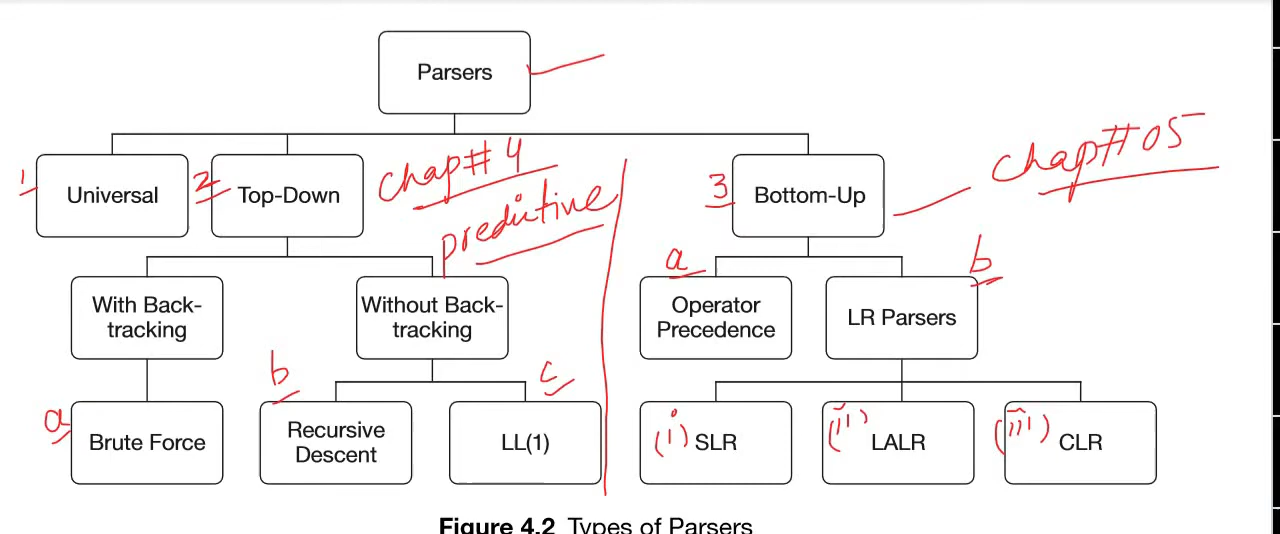 Parsers
chap# 4
chap# 05
1
Universal
2
Top-Down
3
Bottom-Up
predictive
a
b
With Back-
tracking
Without Back-
tracking
Operator
Precedence
LR Parsers
b
c
a
Brute Force
Recursive
Descent
LL(1)
(i) SLR
(ii) LALR
(iii) CLR
Figure 4.2 Types of Parsers